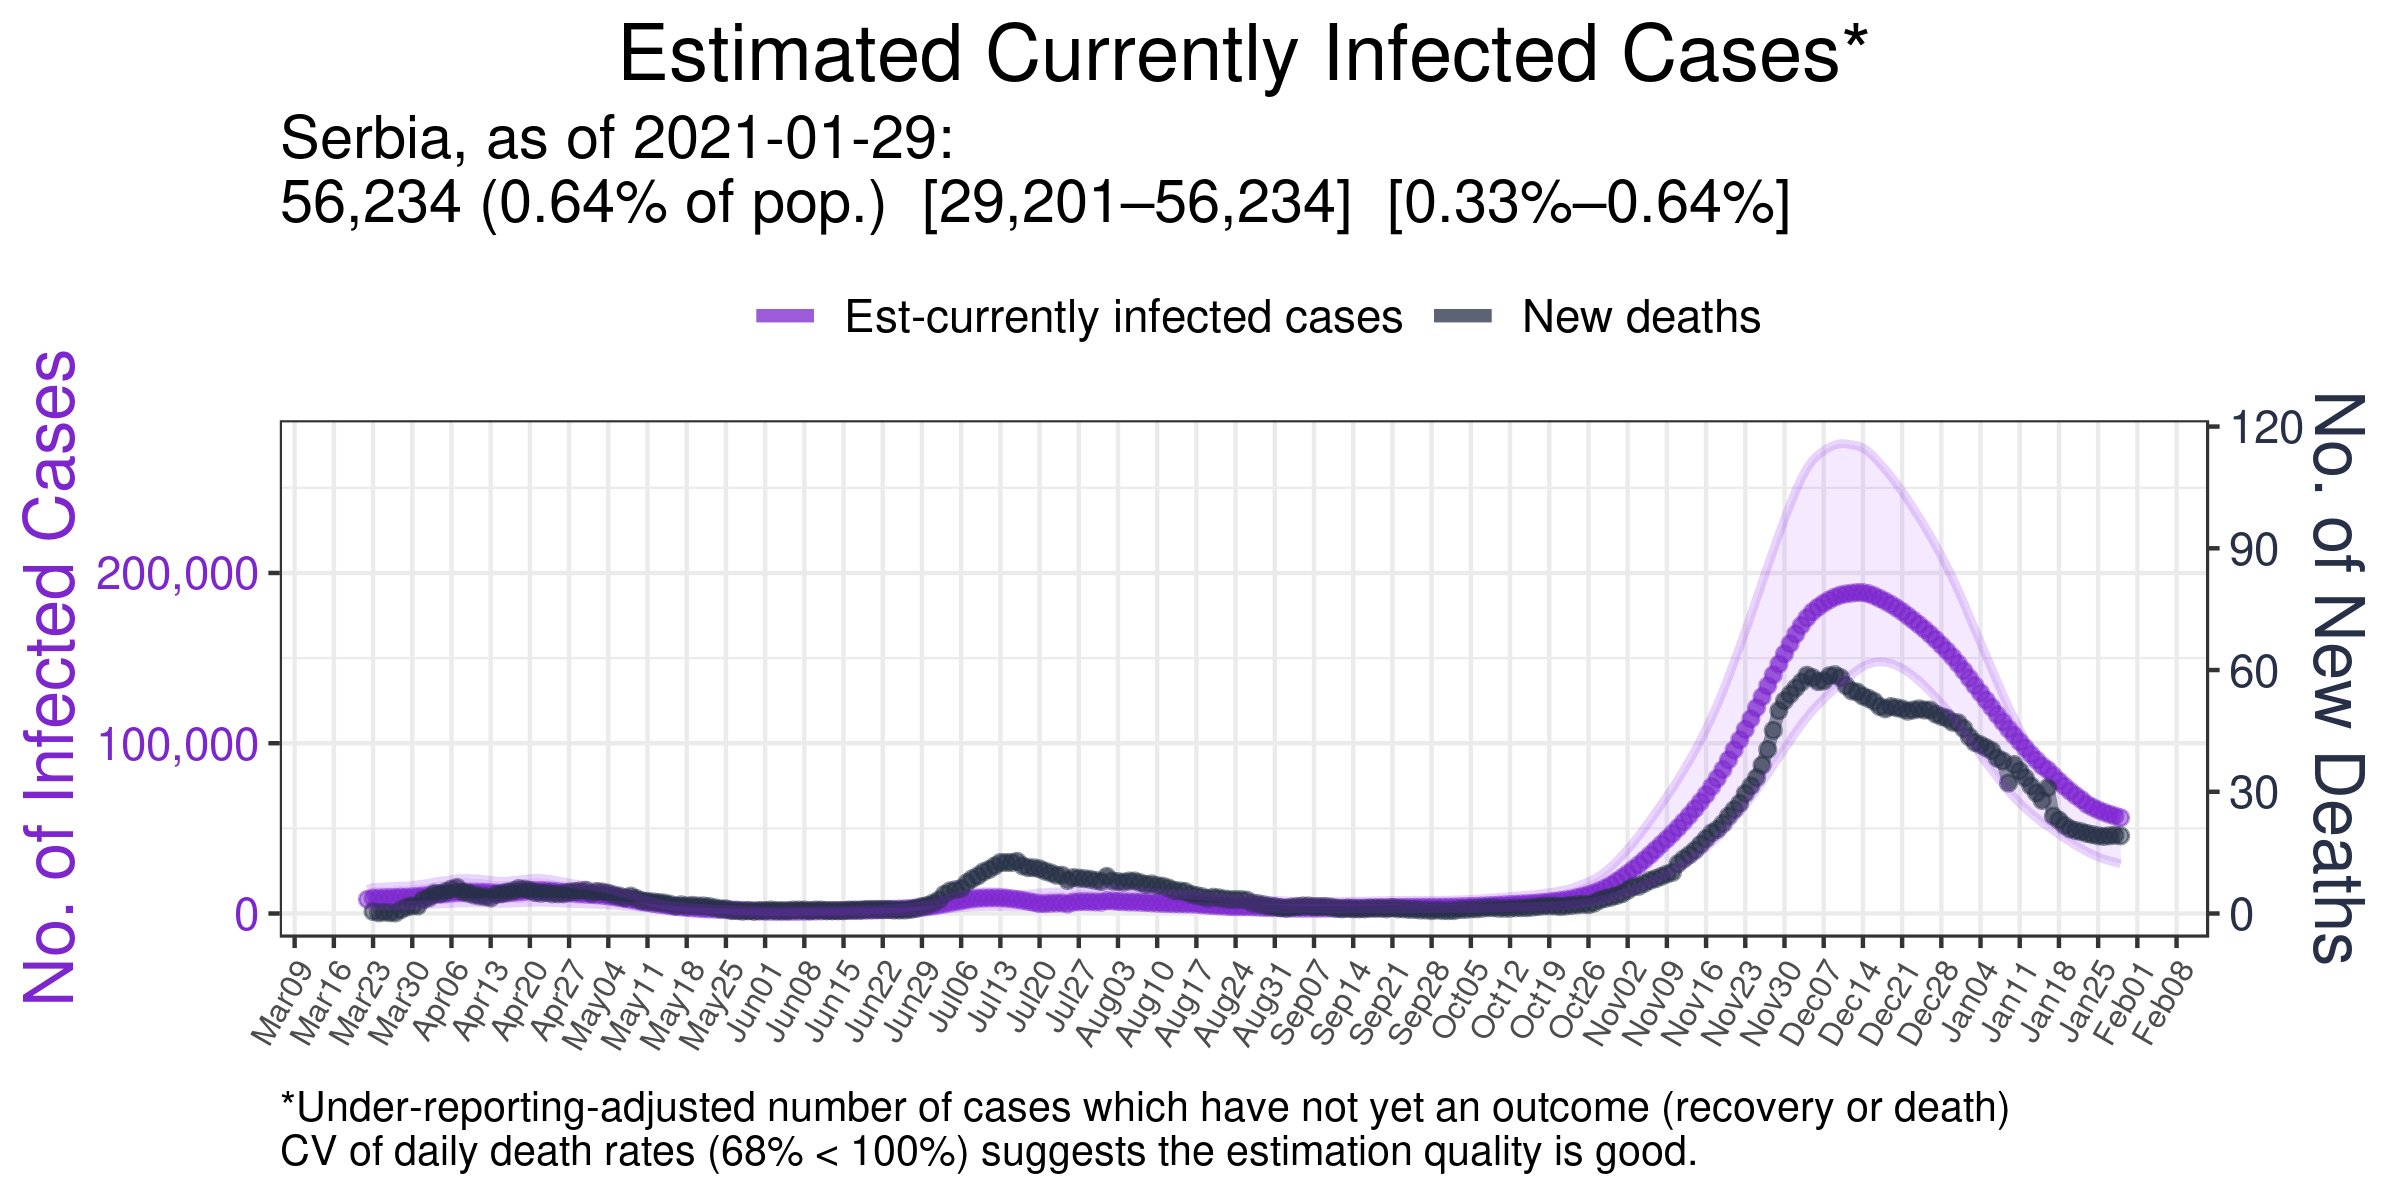 Estimated Currently Infected Cases*
Serbia, as of 2021-01-29:
56,234 (0.64% of pop.)  [29,201–56,234]  [0.33%–0.64%]
Est-currently infected cases
New deaths
No. of Infected Cases
200,000
100,000
0
120
90
60
30
0
No. of New Deaths
Mar09
Mar16
Mar23
Mar30
Apr06
Apr13
Apr20
Apr27
May04
May11
May18
May25
Jun01
Jun08
Jun15
Jun22
Jun29
Jul06
Jul13
Jul20
Jul27
Aug03
Aug10
Aug17
Aug24
Aug31
Sep07
Sep14
Sep21
Sep28
Oct05
Oct12
Oct19
Oct26
Nov02
Nov09
Nov16
Nov23
Nov30
Dec07
Dec14
Dec21
Dec28
Jan04
Jan11
Jan18
Jan25
Feb01
Feb08
*Under-reporting-adjusted number of cases which have not yet an outcome (recovery or death)
CV of daily death rates (68% < 100%) suggests the estimation quality is good.